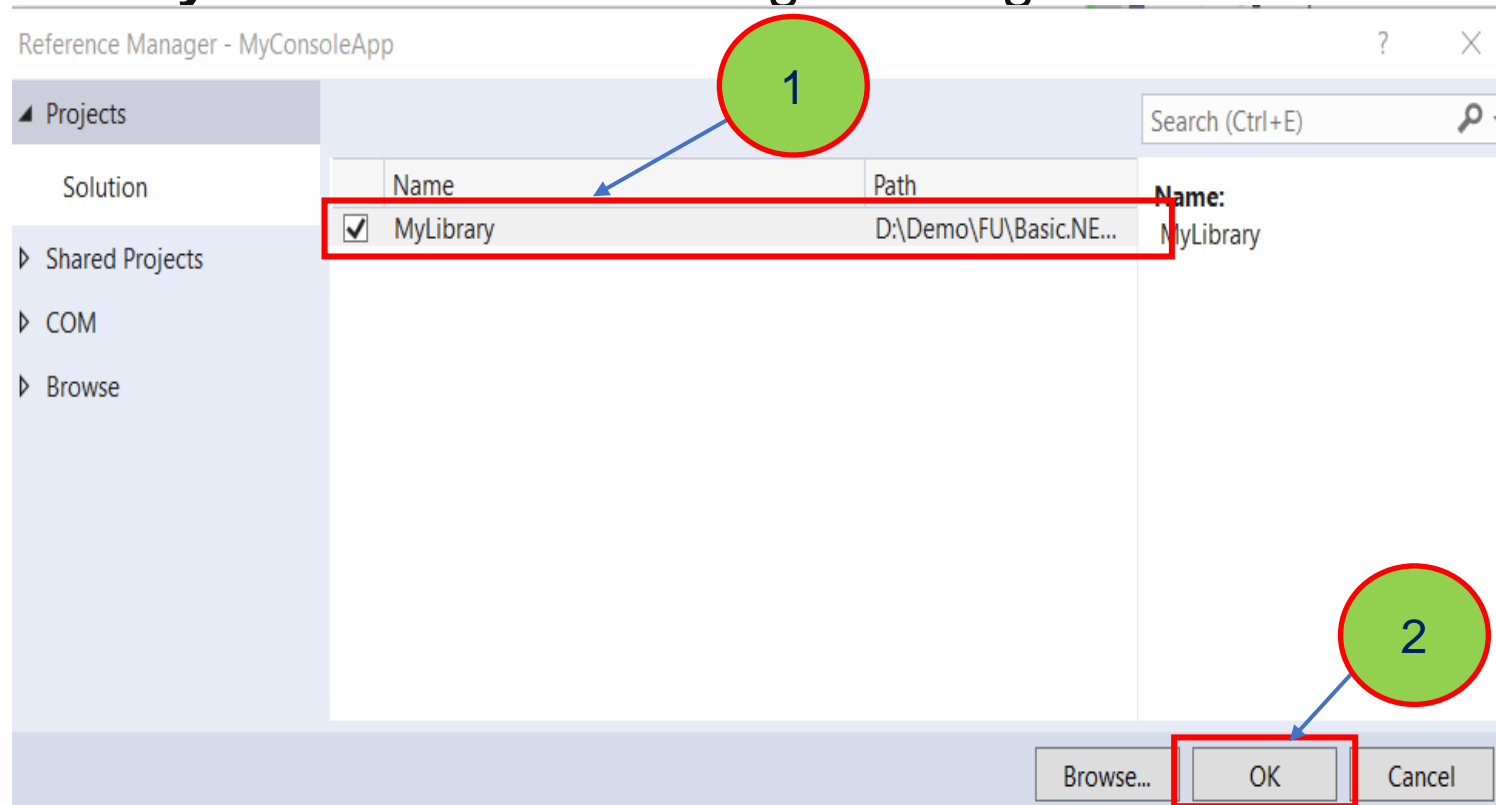 Reference Manager - MyConsoleApp
?
1
Projects
Search (Ctrl+E)
Solution
Name
Path
Name:
MyLibrary
D:\Demo\FU\Basic.NE...
MyLibrary
Shared Projects
COM
Browse
2
Browse...
OK
Cancel